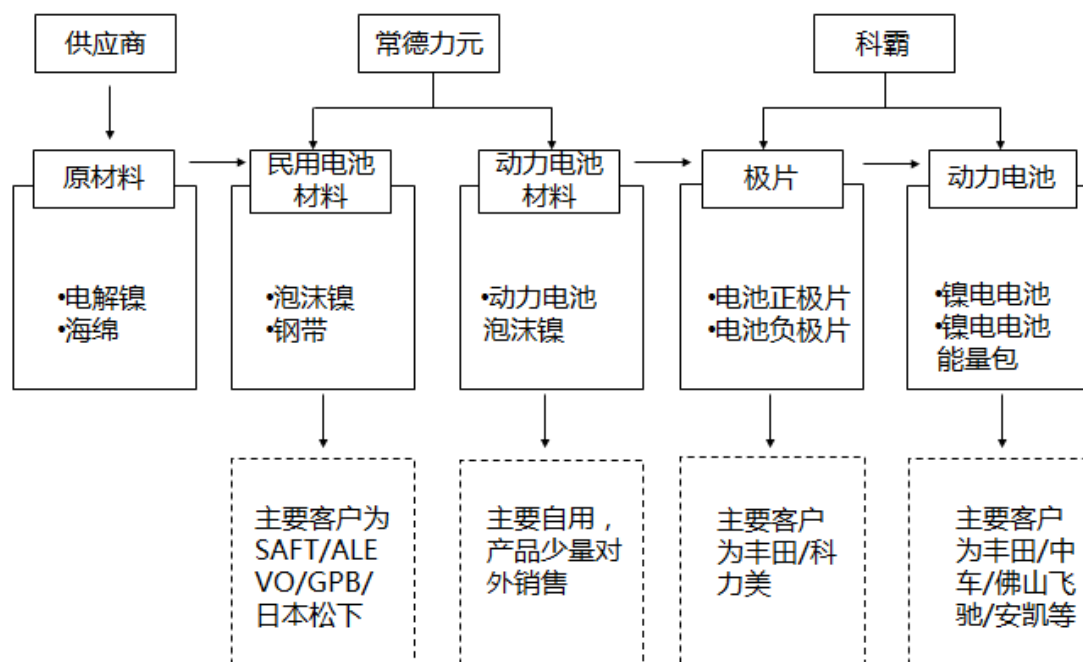 供应商
常德力元
科霸
原材料
民用电池
材料
动力电池
材料
极片
动力电池
•电解镍
•海绵
•泡沫镍
•钢带
•动力电池
泡沫镍
•电池正极片
•电池负极片
•镍电电池
•镍电电池
能量包
主要客户为
SAFT/ALE
VO/GPB/
日本松下
主要自用，
产品少量对
外销售
主要客户
为丰田/科
力美
主要客户
为丰田/中
车/佛山飞
驰/安凯等